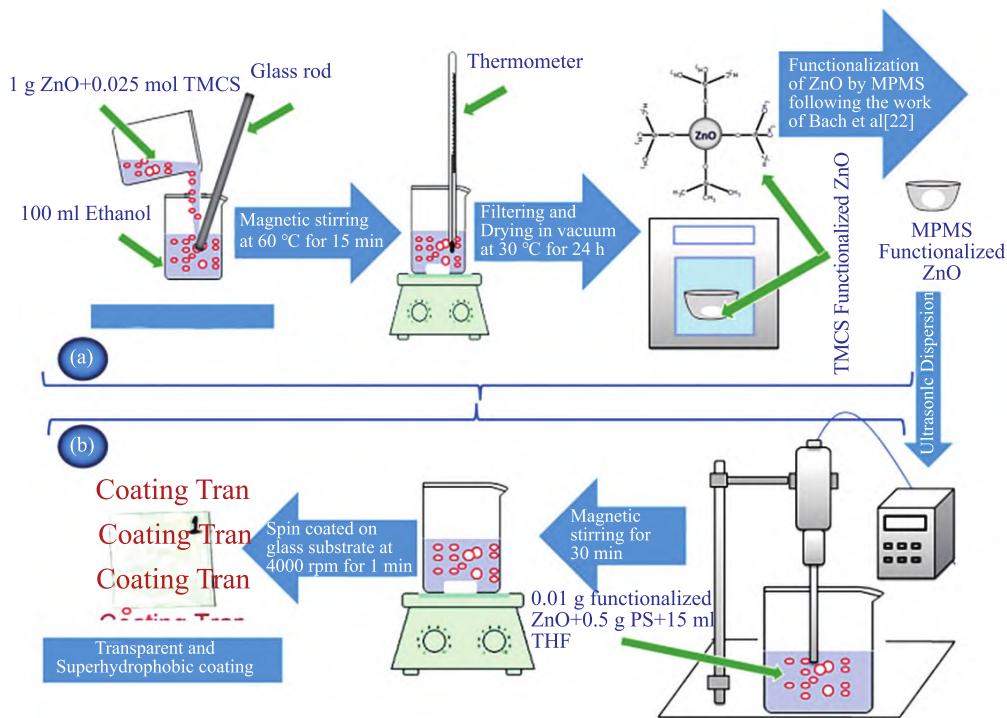 1 g ZnO+0.025 mol TMCS
Glass rod
100 ml Ethanol
Magnetic stirring
at 60 ℃ for 15 min
Thermometer
Filtering and
Drying in vacuum
at 30 ℃ for 24 h
ZnO
Functionalization
of ZnO by MPMS
following the work
of Bach et al[22]
TMCS Functionalized ZnO
MPMS
Functionalized
ZnO
(a)
Ultrasonic Dispersion
(b)
Coating Tran
1
Coating Tran
Coating Tran
Spin coated on
glass substrate at
4000 rpm for 1 min
Magnetic
stirring for
30 min
0.01 g functionalized
ZnO+0.5 g PS+15 ml
THF
Transparent and
Superhydrophobic coating